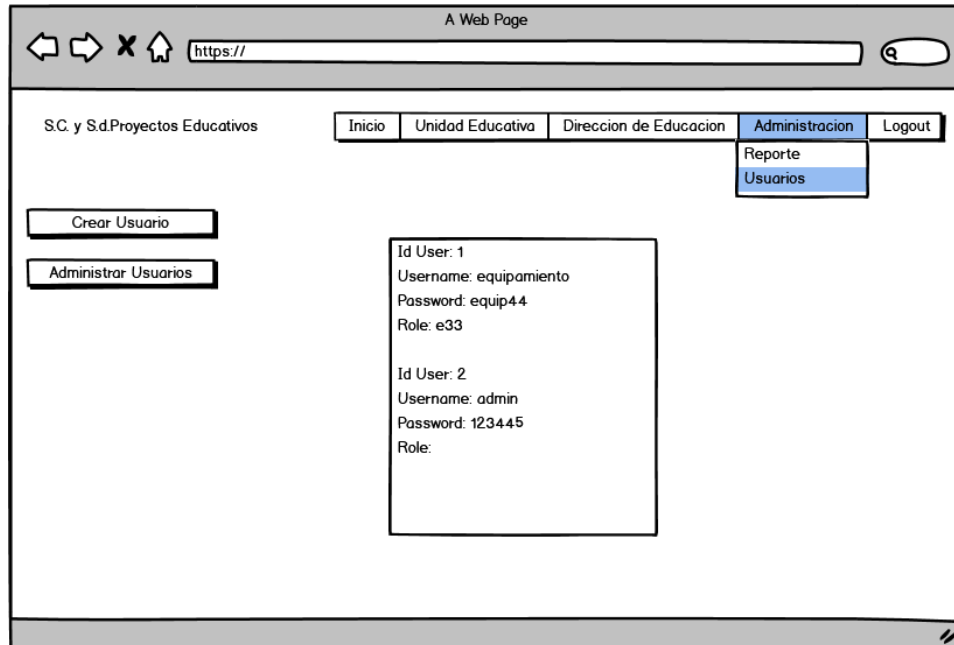 A Web Page
https://
S.C. y S.d.Proyectos Educativos
Inicio Unidad Educativa Direccion de Educacion Administracion Logout
Reporte
Usuarios
Crear Usuario
Administrar Usuarios
Id User: 1
Username: equipamiento
Password: equip44
Role: e33
Id User: 2
Username: admin
Password: 123445
Role: